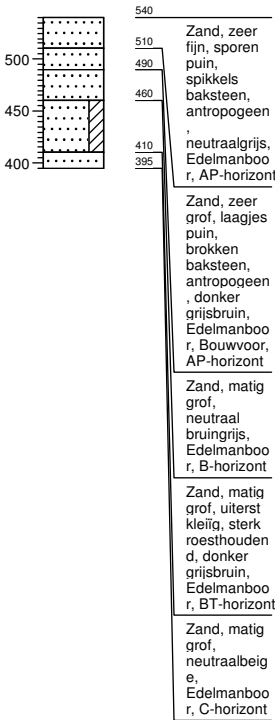 540
510
490
460
410
395
500
450
400
Zand, zeer
fijn, sporen
puin,
spikkels
baksteen,
antropogeen
,
neutraalgrijs,
Edelmanboo
r, AP-horizont
Zand, zeer
grof, laagjes
puin,
brokken
baksteen,
antropogeen
, donker
grijsbruin,
Edelmanboo
r, Bouwvoor,
AP-horizont
Zand, matig
grof,
neutraal
bruingrijs,
Edelmanboo
r, B-horizont
Zand, matig
grof, uiterst
kleiïg, sterk
roesthouden
d, donker
grijsbruin,
Edelmanboo
r, BT-horizont
Zand, matig
grof,
neutraalbeig
e,
Edelmanboo
r, C-horizont